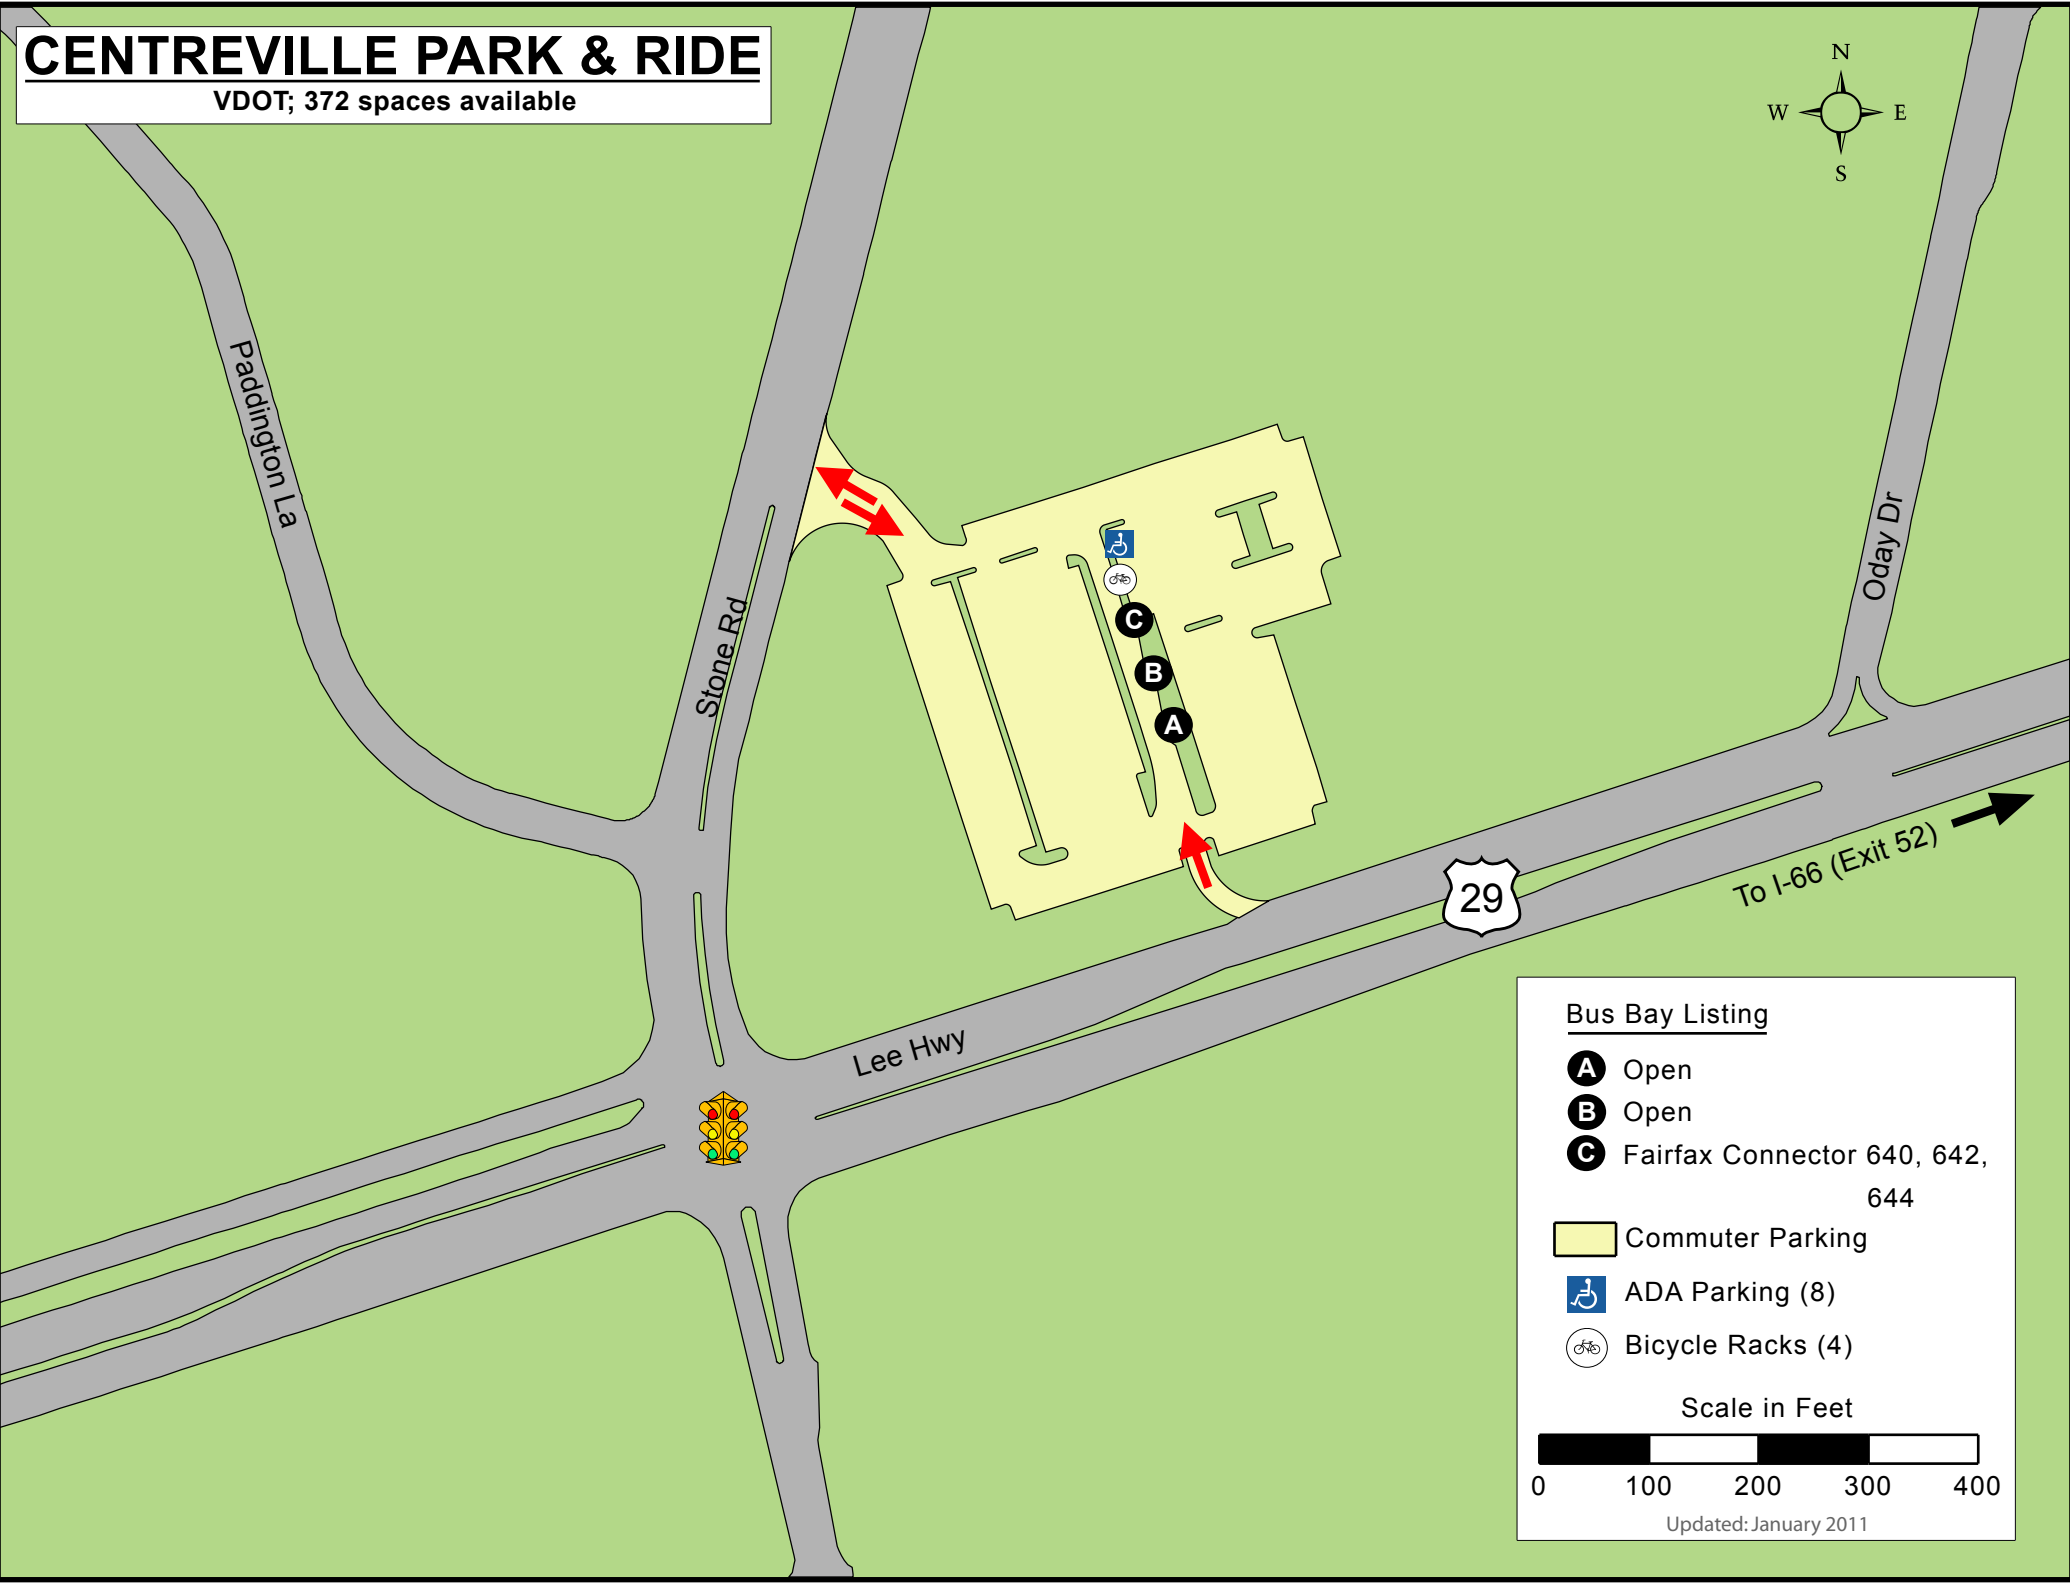 CENTREVILLE PARK & RIDE
VDOT; 372 spaces available
N
W E
S
Paddington La
Stone Rd
Oday Dr
C
B
A
29
To I-66 (Exit 52)
Lee Hwy
Bus Bay Listing
A Open
B Open
C Fairfax Connector 640, 642,
644
Commuter Parking
ADA Parking (8)
Bicycle Racks (4)
Scale in Feet
0 100 200 300 400
Updated: January 2011